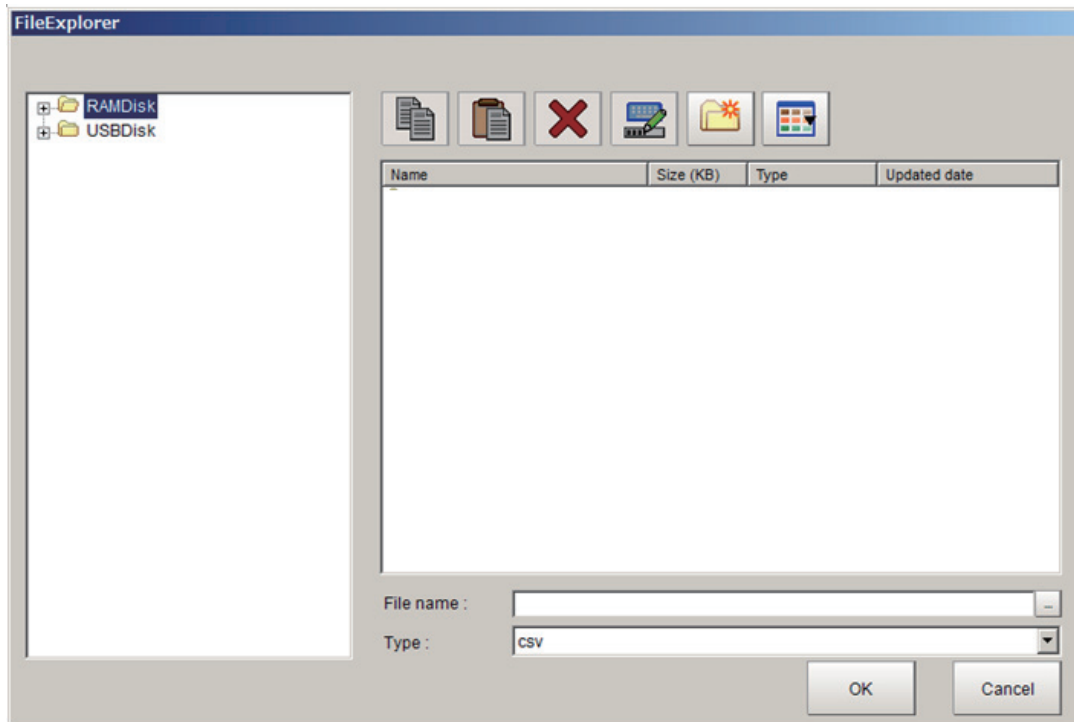 FileExplorer
RAMDisk
USBDisk
Name Size (KB) Type Updated date
File name : ...
Type : csv
OK Cancel